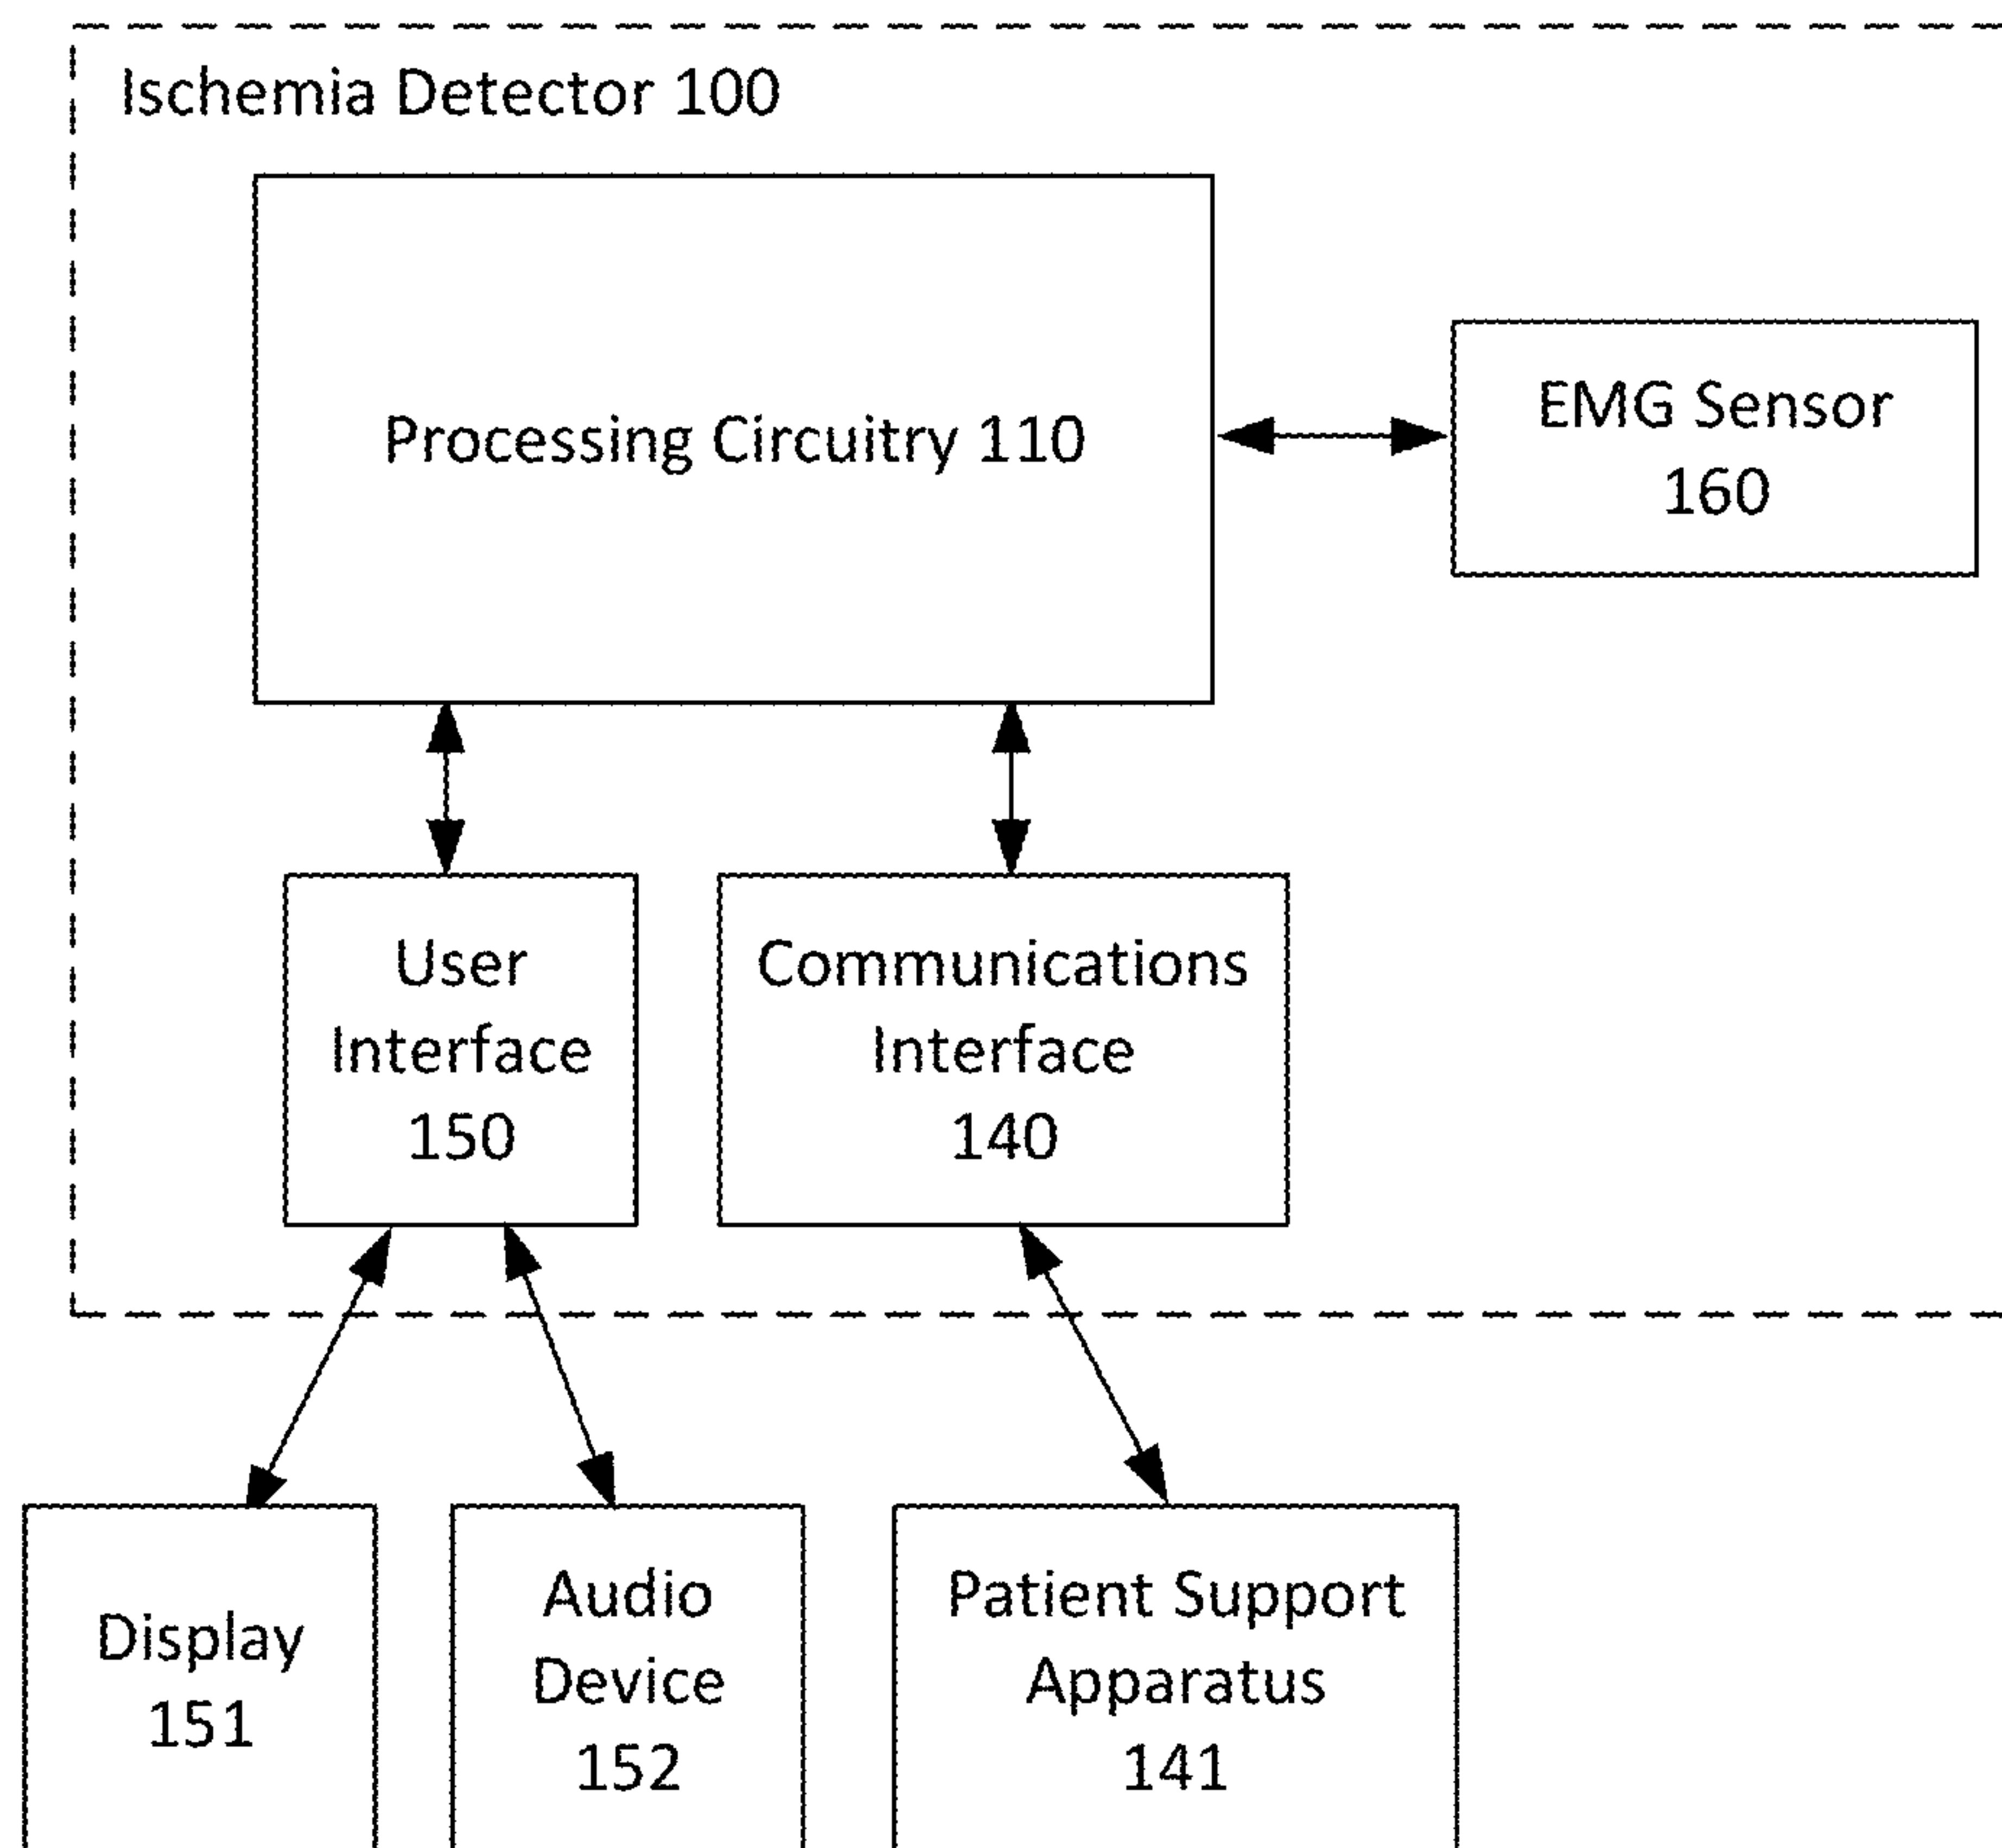 Ischemia Detector 100
Processing Circuitry 110
EMG Sensor
160
User
Interface
150
Communications
Interface
140
Display
151
Audio
Device
152
Patient Support
Apparatus
141